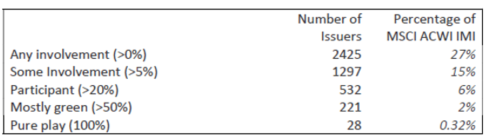 Number of Issuers Percentage of MSCI ACWI IMI
Any involvement (>0%) 2425 27%
Some Involvement (>5%) 1297 15%
Participant (>20%) 532 6%
Mostly green (>50%) 221 2%
Pure play (100%) 28 0.32%